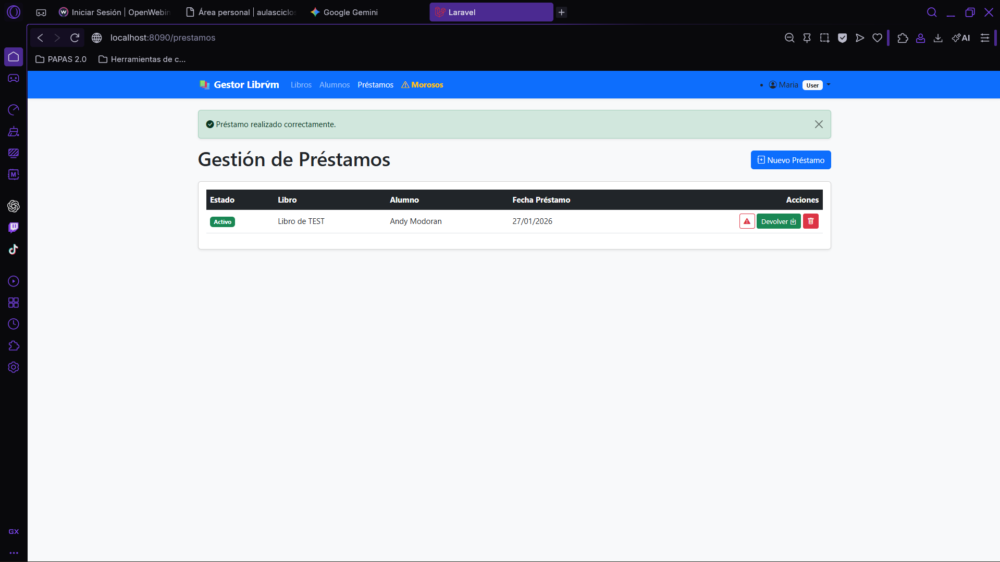 Iniciar Sesión | OpenWebin
Área personal | aulasciclos
Google Gemini
Laravel
localhost:8090/prestamos
AI
PAPAS 2.0
Herramientas de c...
Gestor Librvm
Libros
Alumnos
Préstamos
Morosos
Maria
User
Préstamo realizado correctamente.
Gestión de Préstamos
Nuevo Préstamo
Estado Libro Alumno Fecha Préstamo Acciones
Activo Libro de TEST Andy Modoran 27/01/2026 Devolver
M
GX